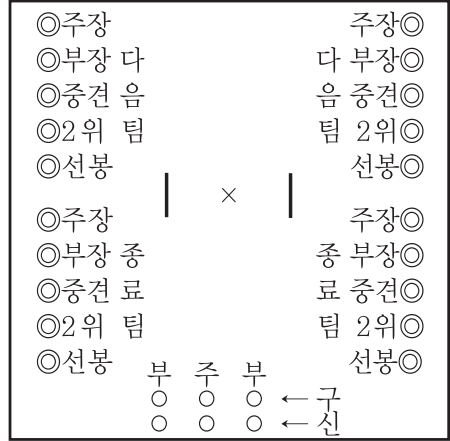 ◎주장 주장◎
◎부장 다 다 부장◎
◎중견 음 음 중견◎
◎2위 팀 팀 2위◎
◎선봉 선봉◎
×
◎주장 주장◎
◎부장 종 종 부장◎
◎중견 료 료 중견◎
◎2위 팀 팀 2위◎
◎선봉 선봉◎
부 주 부
○ ○ ○ ←구
○ ○ ○ ←신